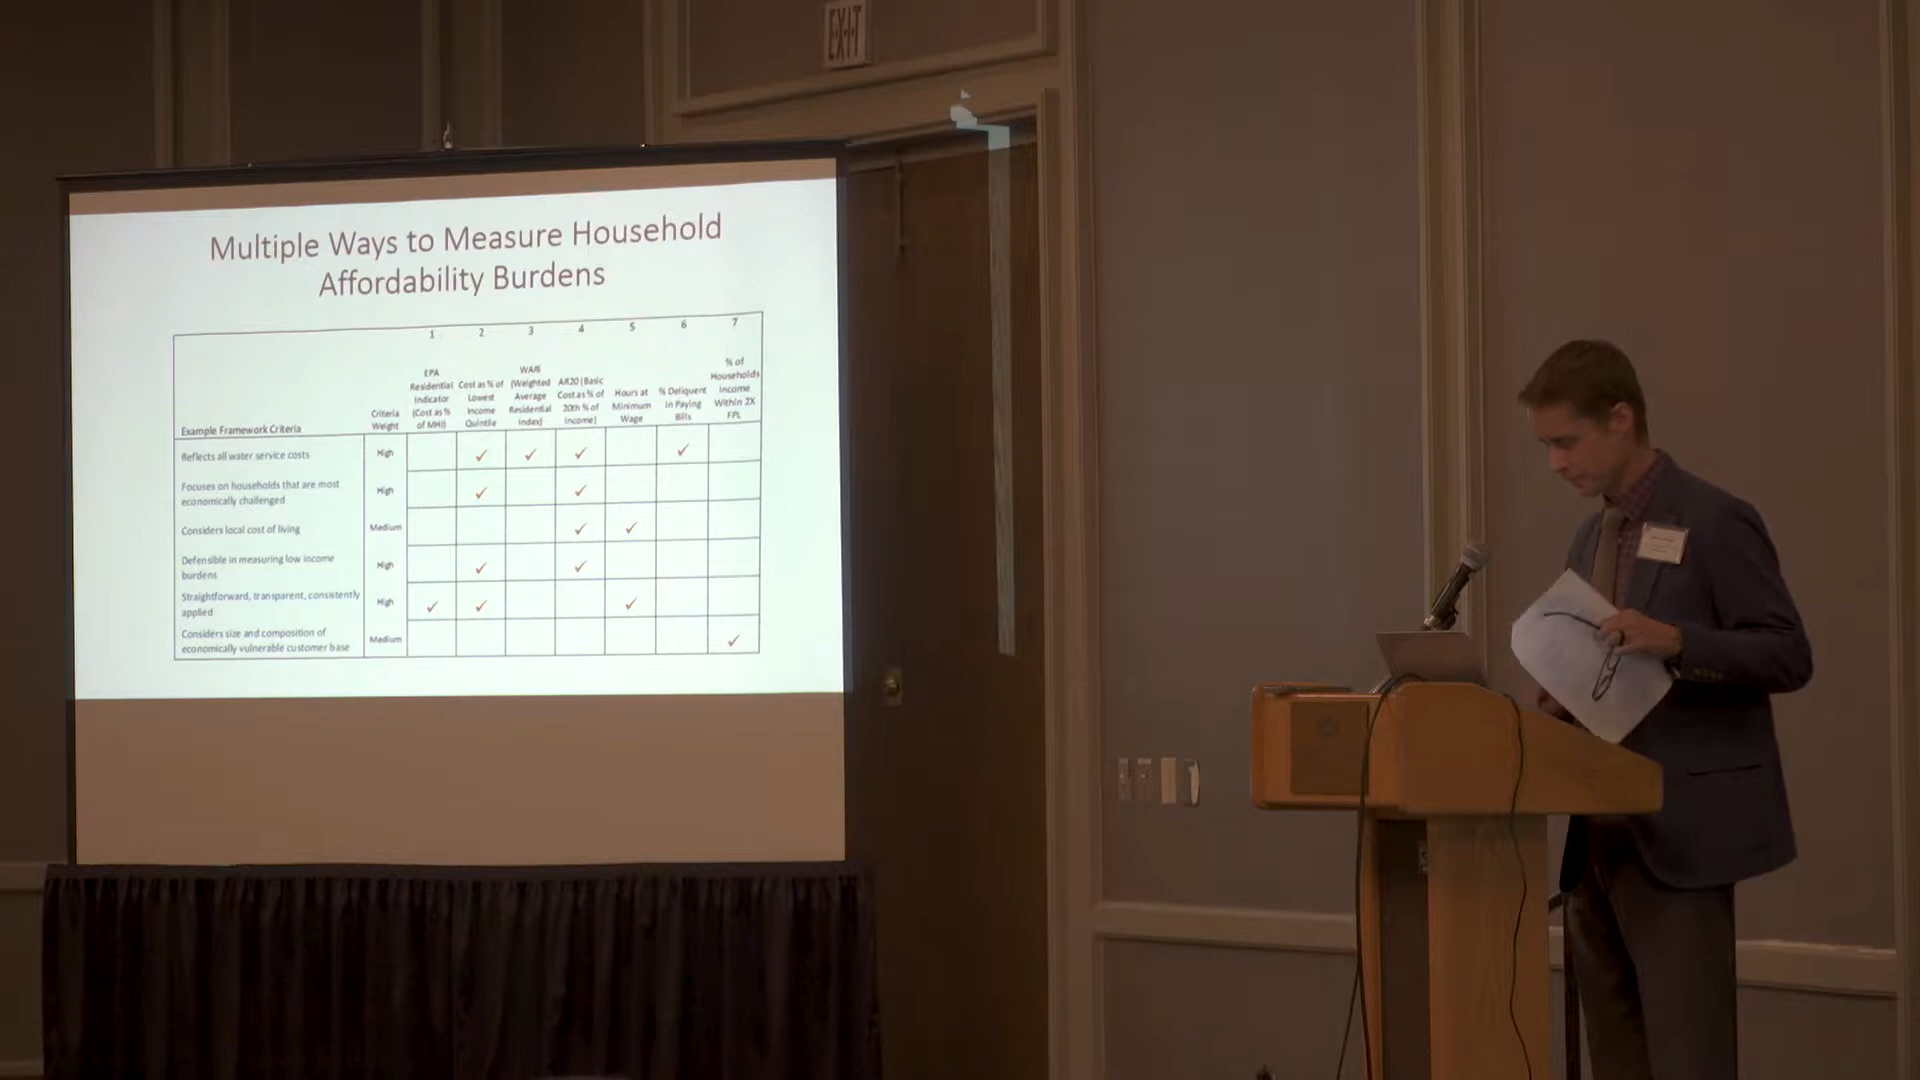 EXIT
Multiple Ways to Measure Household
Affordability Burdens
1 2 3 4 5 6 7
Example Framework Criteria
Criteria
Weight
EPA
Residential
Indicator
(Cost as %
of MHI)
Cost as % of
Lowest
Income
Quintile
WARi
(Weighted
Average
Residential
Index)
AR20 (Basic
Cost as % of
20th % of
Income)
Hours at
Minimum
Wage
% Deliquent
in Paying
Bills
% of
Households
Income
Within 2X
FPL
Reflects all water service costs High ✓ ✓ ✓ ✓
Focuses on households that are most
economically challenged High ✓ ✓
Considers local cost of living Medium ✓ ✓
Defensible in measuring low income
burdens High ✓ ✓
Straightforward, transparent, consistently
applied High ✓ ✓ ✓
Considers size and composition of
economically vulnerable customer base Medium ✓